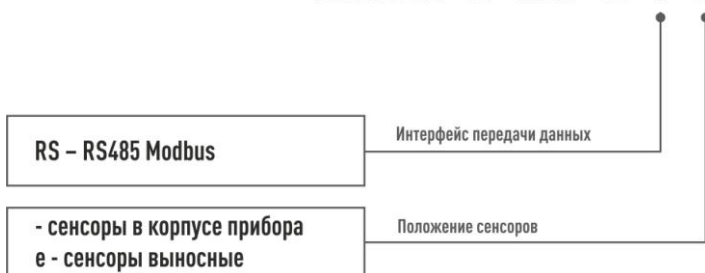 RS – RS485 Modbus
Интерфейс передачи данных
- сенсоры в корпусе прибора
е - сенсоры выносные
Положение сенсоров